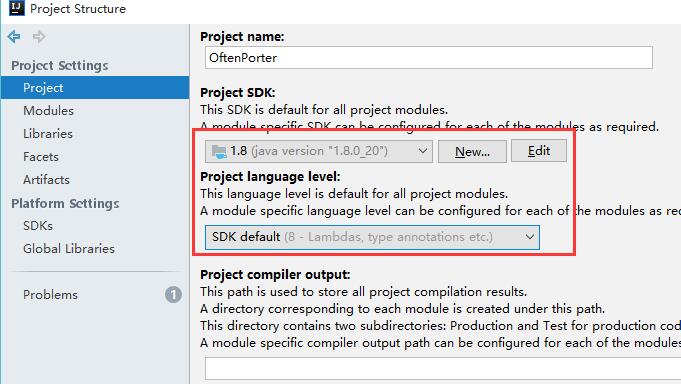 Project Structure
Project Settings
Project
Modules
Libraries
Facets
Artifacts
Platform Settings
SDKs
Global Libraries
Problems 1
Project name:
OftenPorter
Project SDK:
This SDK is default for all project modules.
A module specific SDK can be configured for each of the modules as required.
1.8 (java version "1.8.0_20") New... Edit
Project language level:
This language level is default for all project modules.
A module specific language level can be configured for each of the modules as
SDK default (8 - Lambdas, type annotations etc.)
Project compiler output:
This path is used to store all project compilation results.
A directory corresponding to each module is created under this path.
This directory contains two subdirectories: Production and Test for production
A module specific compiler output path can be configured for each of the modules